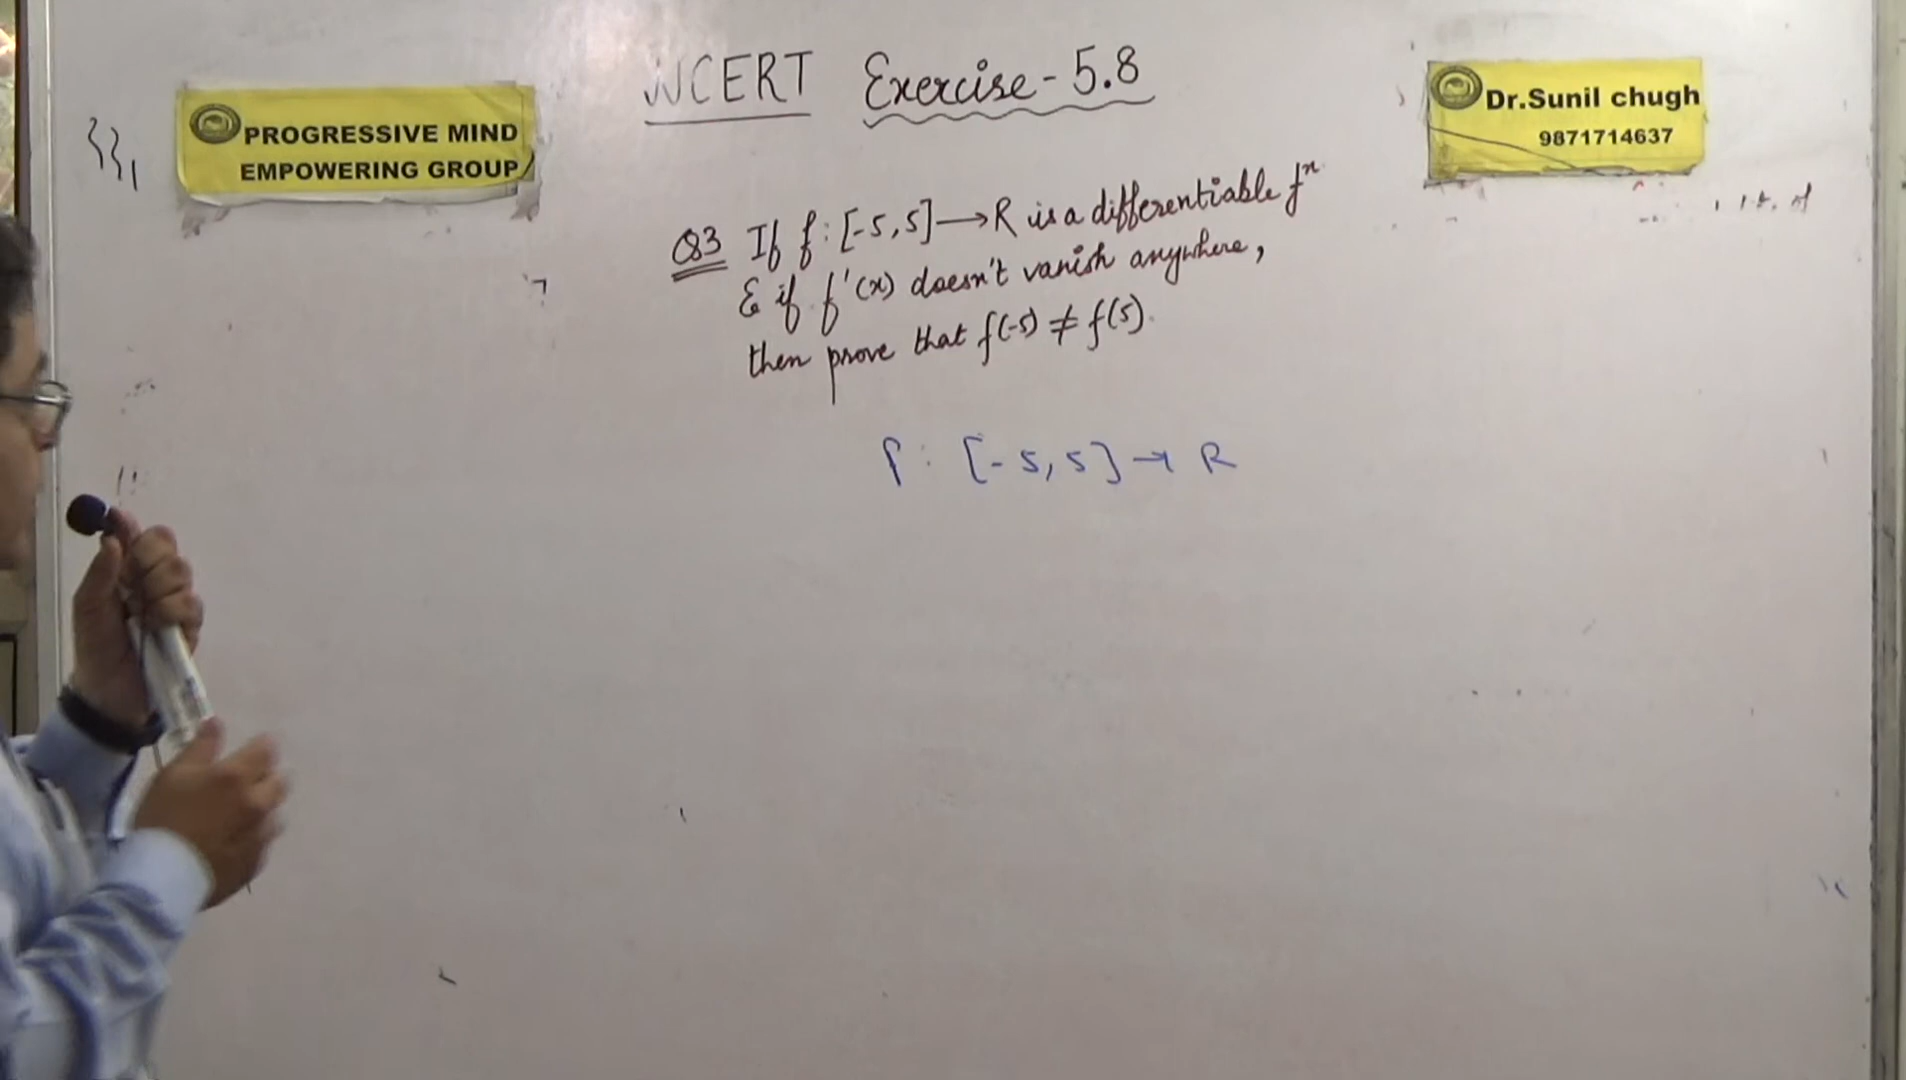 NCERT Exercise - 5.8
PROGRESSIVE MIND
EMPOWERING GROUP
Dr.Sunil chugh
9871714637
Q3 If f : [-5,5] → R is a differentiable fⁿ
& if f'(x) doesn't vanish anywhere,
then prove that f(-5) ≠ f(5).
f : [-5,5] → R